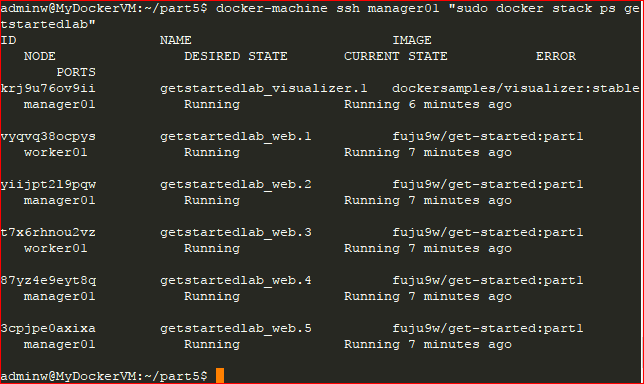 adminw@MyDockerVM:~/part5$ docker-machine ssh manager01 "sudo docker stack ps ge
tstartedlab"
ID NAME IMAGE
NODE DESIRED STATE CURRENT STATE ERROR
PORTS
krj9u76ov9ii getstartedlab_visualizer.1 dockersamples/visualizer:stable
manager01 Running Running 6 minutes ago
vyqvq38ocpys getstartedlab_web.1 fuju9w/get-started:part1
worker01 Running Running 7 minutes ago
yiijpt2l9pqw getstartedlab_web.2 fuju9w/get-started:part1
manager01 Running Running 7 minutes ago
t7x6rhnou2vz getstartedlab_web.3 fuju9w/get-started:part1
worker01 Running Running 7 minutes ago
87yz4e9eyt8q getstartedlab_web.4 fuju9w/get-started:part1
manager01 Running Running 7 minutes ago
3cpjpe0axixa getstartedlab_web.5 fuju9w/get-started:part1
manager01 Running Running 7 minutes ago
adminw@MyDockerVM:~/part5$